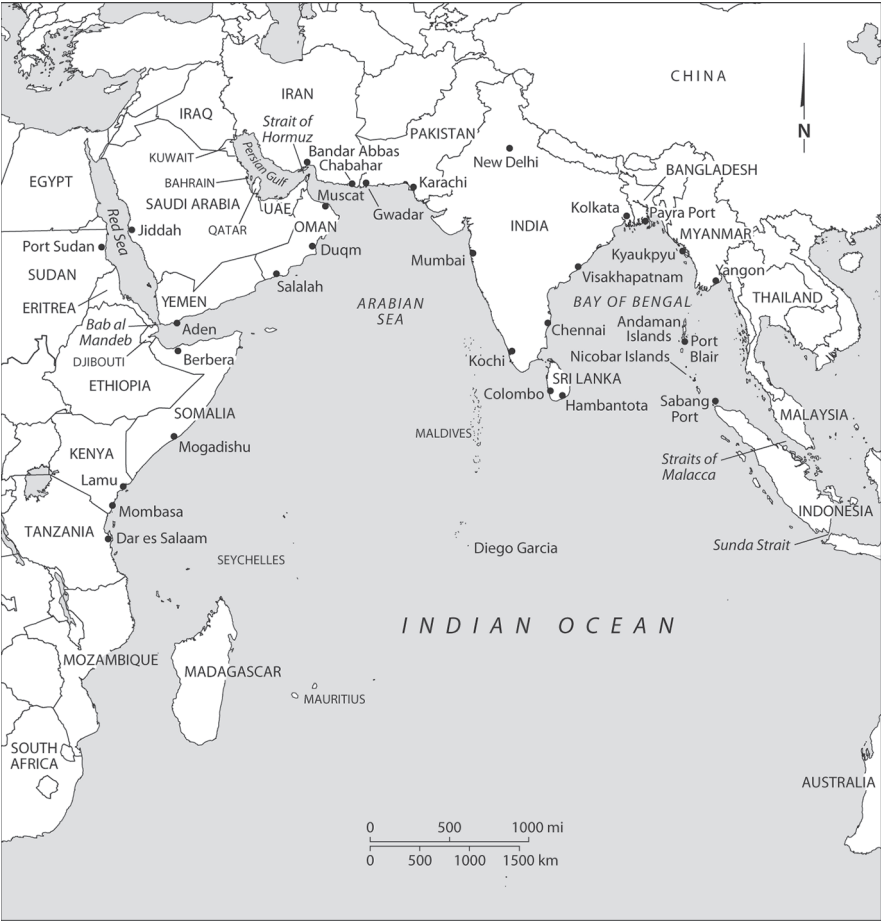 CHINA
N
IRAN
IRAQ
Strait of
Hormuz
PAKISTAN
KUWAIT
Persian Gulf
Bandar Abbas
Chabahar
New Delhi
BANGLADESH
EGYPT
BAHRAIN
SAUDI ARABIA
UAE
Muscat
Karachi
Gwadar
QATAR
OMAN
INDIA
Kolkata
Payra Port
Red Sea
Jiddah
MYANMAR
Port Sudan
Duqm
Mumbai
Kyaukpyu
Yangon
SUDAN
Salalah
Visakhapatnam
ERITREA
YEMEN
ARABIAN
SEA
BAY OF BENGAL
THAILAND
Bab al
Mandeb
Aden
Chennai
Andaman
Islands
Port
Blair
DJIBOUTI
Berbera
Kochi
Nicobar Islands
ETHIOPIA
SRI LANKA
Colombo
Hambantota
Sabang
Port
MALAYSIA
SOMALIA
Mogadishu
MALDIVES
KENYA
Straits of
Malacca
Lamu
Mombasa
INDONESIA
TANZANIA
Dar es Salaam
Sunda Strait
SEYCHELLES
Diego Garcia
INDIAN OCEAN
MOZAMBIQUE
MADAGASCAR
MAURITIUS
SOUTH
AFRICA
AUSTRALIA
0 500 1000 mi
0 500 1000 1500 km